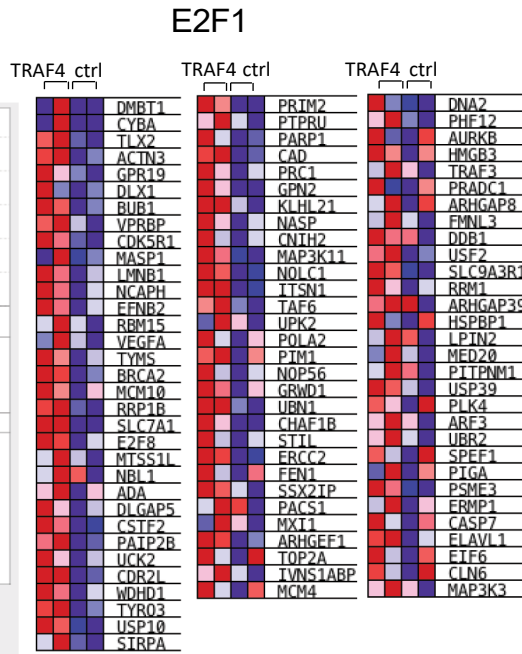 E2F1
TRAF4 ctrl
TRAF4 ctrl
TRAF4 ctrl
DMBT1
CYBA
TLX2
ACTN3
GPR19
DLX1
BUB1
VPRBP
CDK5R1
MASP1
LMNB1
NCAPH
EFNB2
RBM15
VEGFA
TYMS
BRCA2
MCM10
RRP1B
SLC7A1
E2F8
MTSS1L
NBL1
ADA
DLGAP5
CSTF2
PAIP2B
UCK2
CDR2L
WDHD1
TYRO3
USP10
SIRPA
PRIM2
PTPRU
PARP1
CAD
PRC1
GPN2
KLHL21
NASP
CNIH2
MAP3K11
NOLC1
ITSN1
TAF6
UPK2
POLA2
PIM1
NOP56
GRWD1
UBN1
CHAF1B
STIL
ERCC2
FEN1
SSX2IP
PACS1
MXI1
ARHGEF1
TOP2A
IVNS1ABP
MCM4
DNA2
PHF12
AURKB
HMGB3
TRAF3
PRADC1
ARHGAP8
FMNL3
DDB1
USF2
SLC9A3R1
RRM1
ARHGAP39
HSPBP1
LPIN2
MED20
PITPNM1
USP39
PLK4
ARF3
UBR2
SPEF1
PIGA
PSME3
ERMP1
CASP7
ELAVL1
EIF6
CLN6
MAP3K3